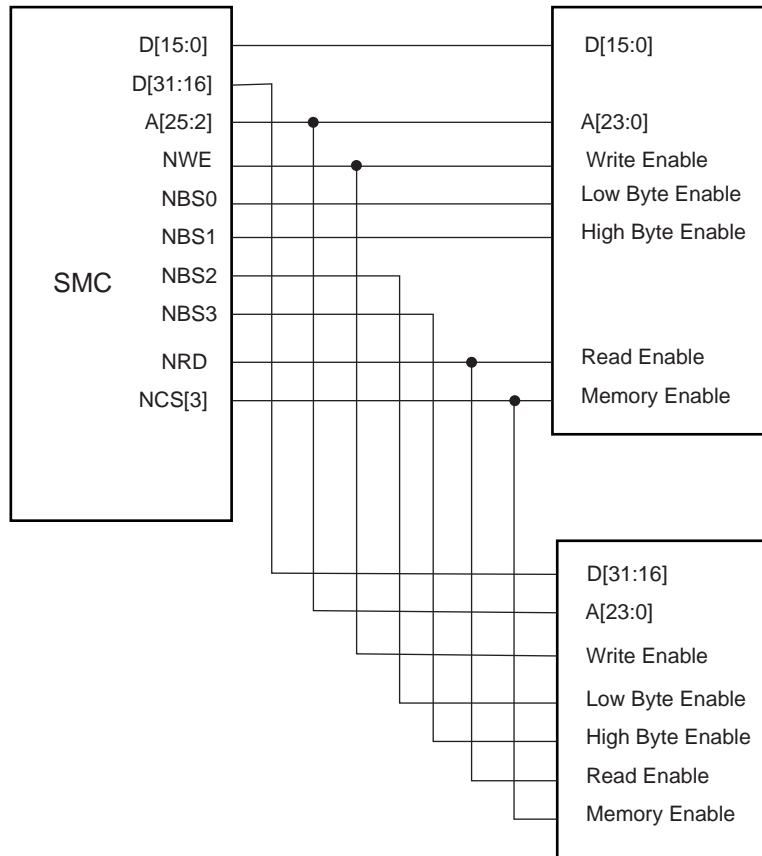 D[15:0]
D[31:16]
A[25:2]
NWE
NBS0
NBS1
NBS2
NBS3
NRD
NCS[3]
SMC
D[15:0]
A[23:0]
Write Enable
Low Byte Enable
High Byte Enable
Read Enable
Memory Enable
D[31:16]
A[23:0]
Write Enable
Low Byte Enable
High Byte Enable
Read Enable
Memory Enable